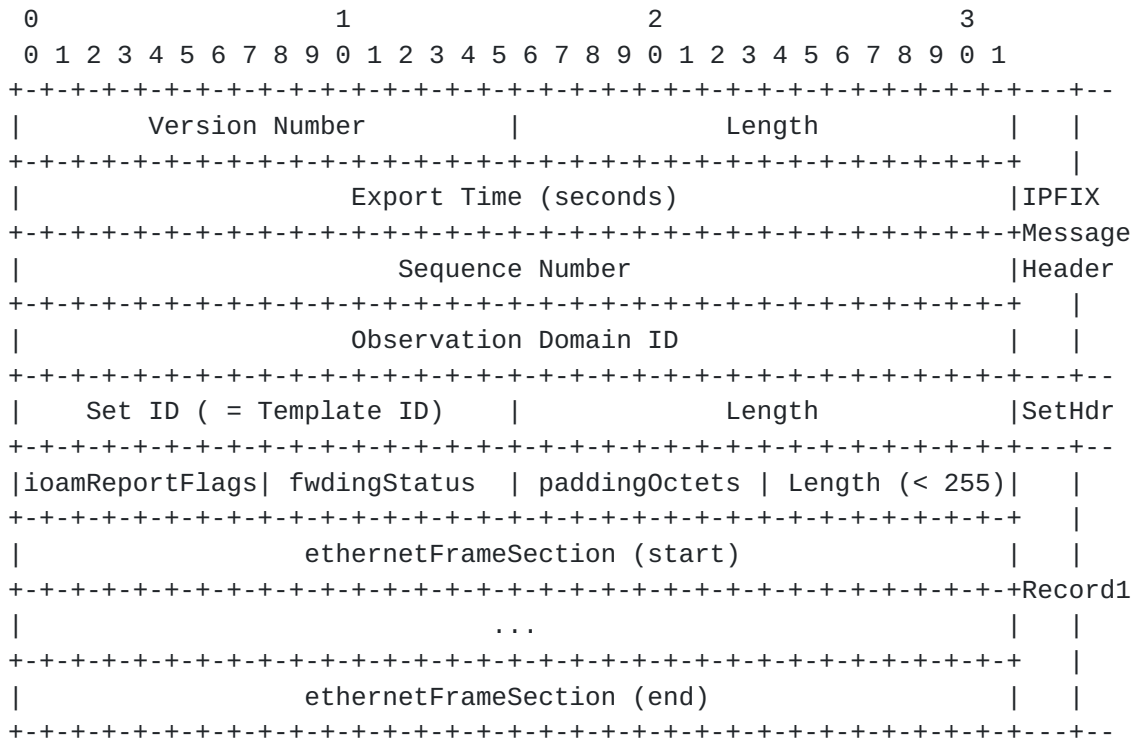 0                   1                   2                   3
 0 1 2 3 4 5 6 7 8 9 0 1 2 3 4 5 6 7 8 9 0 1 2 3 4 5 6 7 8 9 0 1
+-+-+-+-+-+-+-+-+-+-+-+-+-+-+-+-+-+-+-+-+-+-+-+-+-+-+-+-+-+-+-+-+---+--
|        Version Number         |             Length            |   |
+-+-+-+-+-+-+-+-+-+-+-+-+-+-+-+-+-+-+-+-+-+-+-+-+-+-+-+-+-+-+-+-+   |
|                     Export Time (seconds)                     |IPFIX
+-+-+-+-+-+-+-+-+-+-+-+-+-+-+-+-+-+-+-+-+-+-+-+-+-+-+-+-+-+-+-+-+Message
|                        Sequence Number                        |Header
+-+-+-+-+-+-+-+-+-+-+-+-+-+-+-+-+-+-+-+-+-+-+-+-+-+-+-+-+-+-+-+-+   |
|                     Observation Domain ID                     |   |
+-+-+-+-+-+-+-+-+-+-+-+-+-+-+-+-+-+-+-+-+-+-+-+-+-+-+-+-+-+-+-+-+---+--
|    Set ID ( = Template ID)    |             Length            |SetHdr
+-+-+-+-+-+-+-+-+-+-+-+-+-+-+-+-+-+-+-+-+-+-+-+-+-+-+-+-+-+-+-+-+---+--
|ioamReportFlags| fwdingStatus  | paddingOctets | Length (< 255)|   |
+-+-+-+-+-+-+-+-+-+-+-+-+-+-+-+-+-+-+-+-+-+-+-+-+-+-+-+-+-+-+-+-+   |
|                  ethernetFrameSection (start)                 |   |
+-+-+-+-+-+-+-+-+-+-+-+-+-+-+-+-+-+-+-+-+-+-+-+-+-+-+-+-+-+-+-+-+Record1
|                              ...                              |   |
+-+-+-+-+-+-+-+-+-+-+-+-+-+-+-+-+-+-+-+-+-+-+-+-+-+-+-+-+-+-+-+-+   |
|                  ethernetFrameSection (end)                   |   |
+-+-+-+-+-+-+-+-+-+-+-+-+-+-+-+-+-+-+-+-+-+-+-+-+-+-+-+-+-+-+-+-+---+--